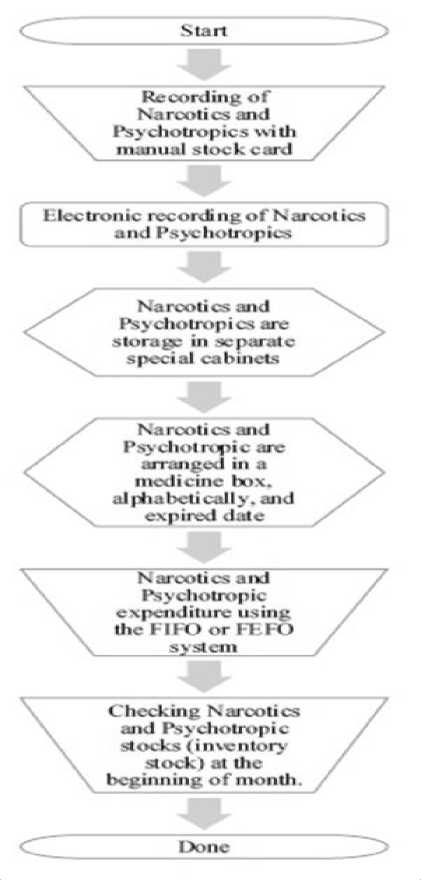 Start
Recording of
Narcotics and
Psychotropics with
manual stock card
Electronic recording of Narcotics
and Psychotropics
Narcotics and
Psychotropics are
storage in separate
special cabinets
Narcotics and
Psychotropic are
arranged in a
medicine box,
alphabetically, and
expired date
Narcotics and
Psychotropic
expenditure using
the FIFO or FEFO
system
Checking Narcotics
and Psychotropic
stocks (inventory
stock) at the
beginning of month.
Done